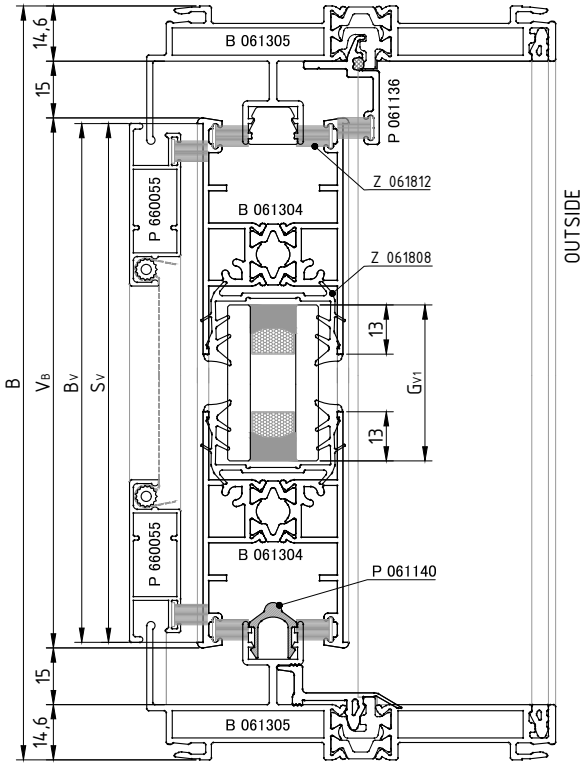 14,6
B 061305
15
P 061136
Z 061812
P 660055
B 061304
OUTSIDE
Z 061808
13
B
VB
BV
SV
GV1
13
P 660055
B 061304
P 061140
15
B 061305
14,6